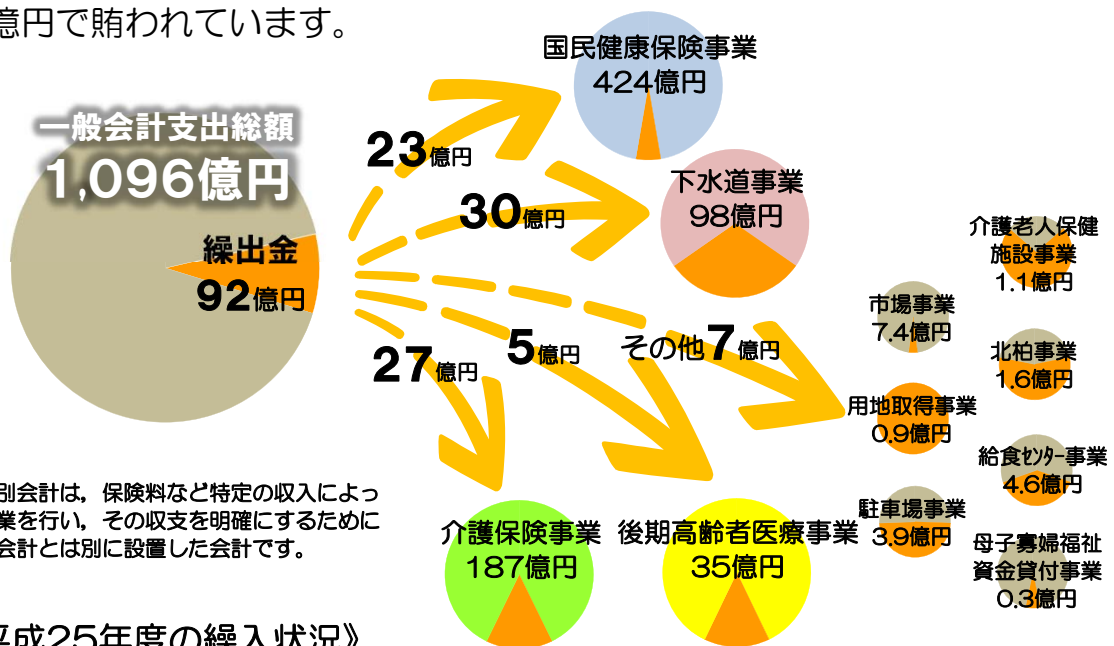 億円で賄われています。
一般会計支出総額
1,096億円
繰出金
92億円
23億円
30億円
27億円
5億円
その他7億円
国民健康保険事業
424億円
下水道事業
98億円
介護保険事業
187億円
後期高齢者医療事業
35億円
介護老人保健
施設事業
1.1億円
市場事業
7.4億円
北柏事業
1.6億円
用地取得事業
0.9億円
給食センター事業
4.6億円
駐車場事業
3.9億円
母子寡婦福祉
資金貸付事業
0.3億円
別会計は，保険料など特定の収入によっ
業を行い，その収支を明確にするために
会計とは別に設置した会計です。
平成25年度の繰入状況》